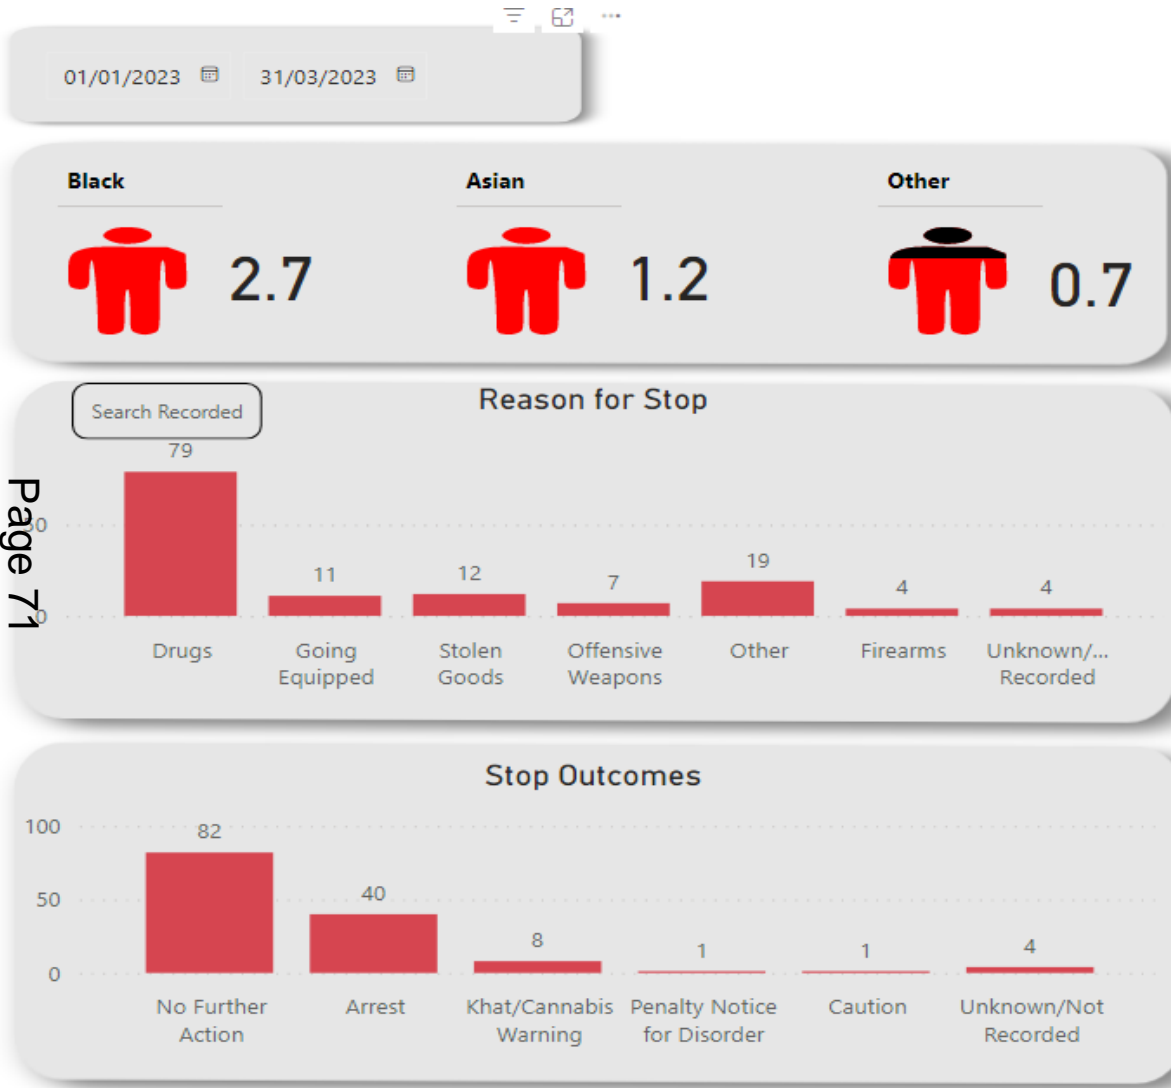 01/01/2023 31/03/2023
Black Asian Other
2.7 1.2 0.7
Search Recorded
Reason for Stop
79
11 12 7 19 4 4
0
Drugs Going Stolen Offensive Other Firearms Unknown/...
Equipped Goods Weapons Recorded
Page 71
Stop Outcomes
100
82
50
40
8 1 1 4
0
No Further Arrest Khat/Cannabis Penalty Notice Caution Unknown/Not
Action Warning for Disorder Recorded